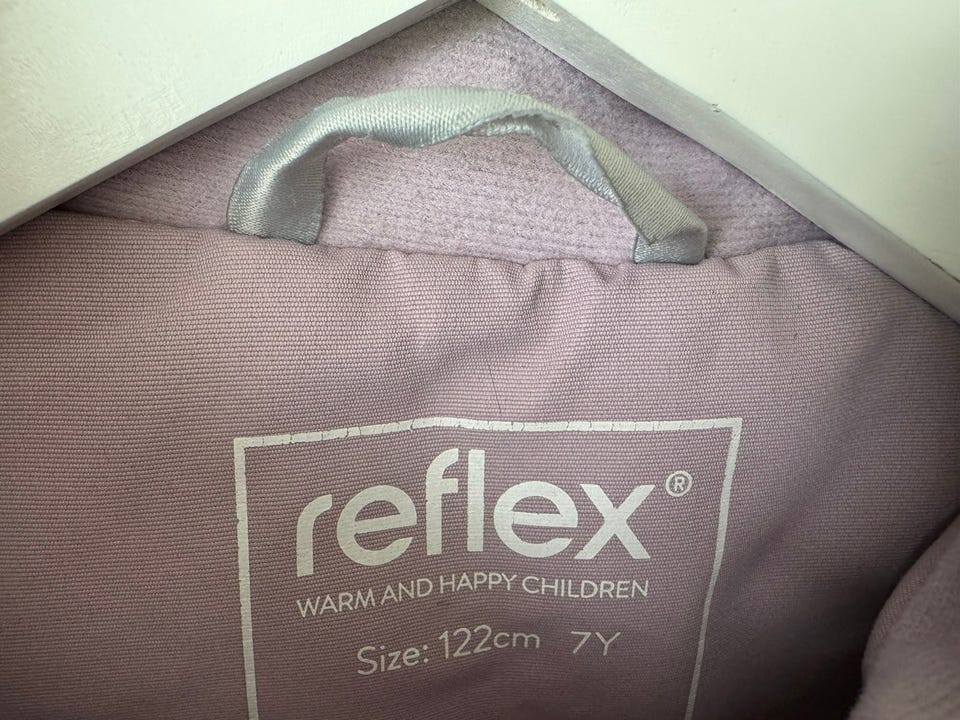 reflex®
WARM AND HAPPY CHILDREN
Size: 122cm 7Y